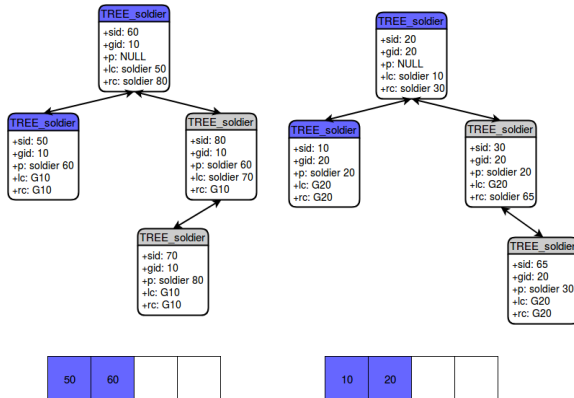 TREE_soldier
+sid: 60
+gid: 10
+p: NULL
+lc: soldier 50
+rc: soldier 80
TREE_soldier
+sid: 20
+gid: 20
+p: NULL
+lc: soldier 10
+rc: soldier 30
TREE_soldier
+sid: 50
+gid: 10
+p: soldier 60
+lc: G10
+rc: G10
TREE_soldier
+sid: 80
+gid: 10
+p: soldier 60
+lc: soldier 70
+rc: G10
TREE_soldier
+sid: 10
+gid: 20
+p: soldier 20
+lc: G20
+rc: G20
TREE_soldier
+sid: 30
+gid: 20
+p: soldier 20
+lc: G20
+rc: soldier 65
TREE_soldier
+sid: 70
+gid: 10
+p: soldier 80
+lc: G10
+rc: G10
TREE_soldier
+sid: 65
+gid: 20
+p: soldier 30
+lc: G20
+rc: G20
50 60
10 20